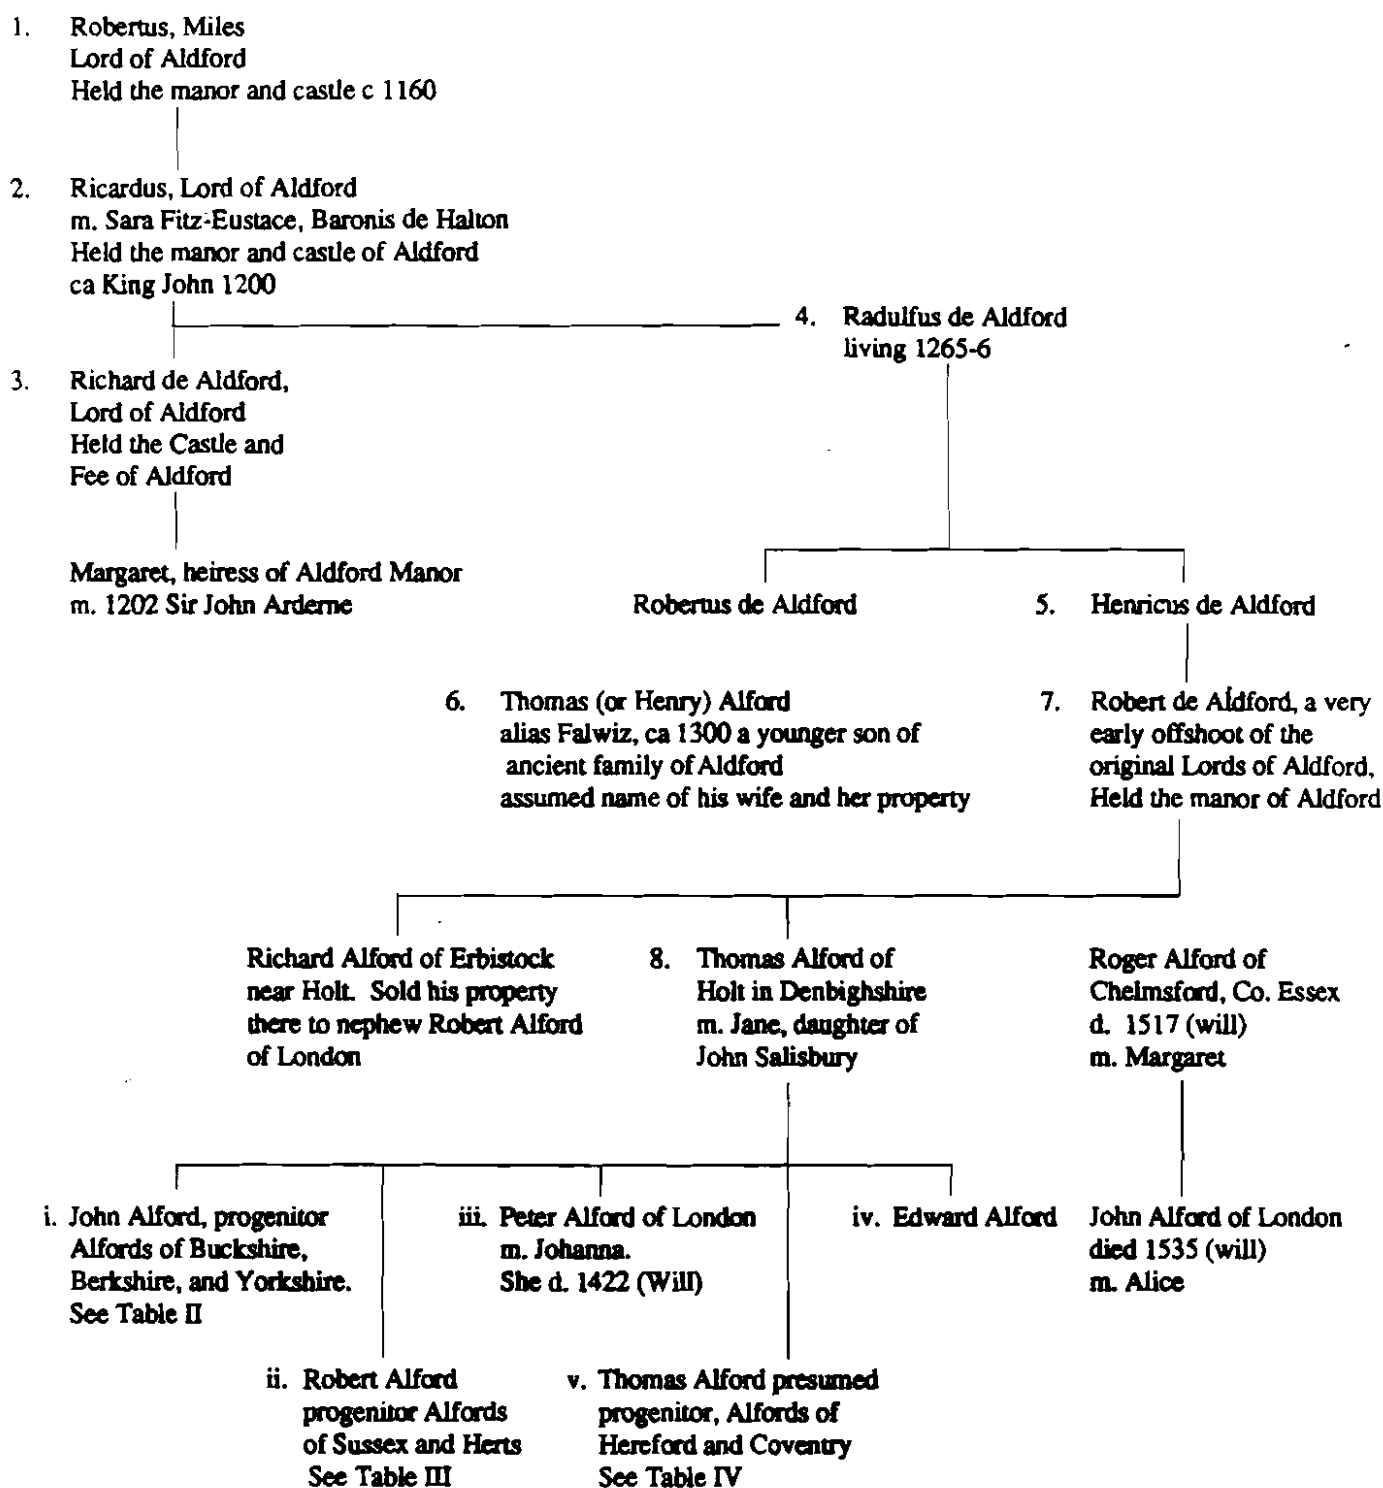 1. Robertus, Miles
Lord of Aldford
Held the manor and castle c 1160
2. Ricardus, Lord of Aldford
m. Sara Fitz-Eustace, Baronis de Halton
Held the manor and castle of Aldford
ca King John 1200
4. Radulfus de Aldford
living 1265-6
3. Richard de Aldford,
Lord of Aldford
Held the Castle and
Fee of Aldford
Margaret, heiress of Aldford Manor
m. 1202 Sir John Arderne
Robertus de Aldford
5. Henricus de Aldford
6. Thomas (or Henry) Alford
alias Falwiz, ca 1300 a younger son of
ancient family of Aldford
assumed name of his wife and her property
7. Robert de Aldford, a very
early offshoot of the
original Lords of Aldford,
Held the manor of Aldford
Richard Alford of Erbistock
near Holt. Sold his property
there to nephew Robert Alford
of London
8. Thomas Alford of
Holt in Denbighshire
m. Jane, daughter of
John Salisbury
Roger Alford of
Chelmsford, Co. Essex
d. 1517 (will)
m. Margaret
i. John Alford, progenitor
Alfords of Buckshire,
Berkshire, and Yorkshire.
See Table II
iii. Peter Alford of London
m. Johanna.
She d. 1422 (Will)
iv. Edward Alford
John Alford of London
died 1535 (will)
m. Alice
ii. Robert Alford
progenitor Alfords
of Sussex and Herts
See Table III
v. Thomas Alford presumed
progenitor, Alfords of
Hereford and Coventry
See Table IV